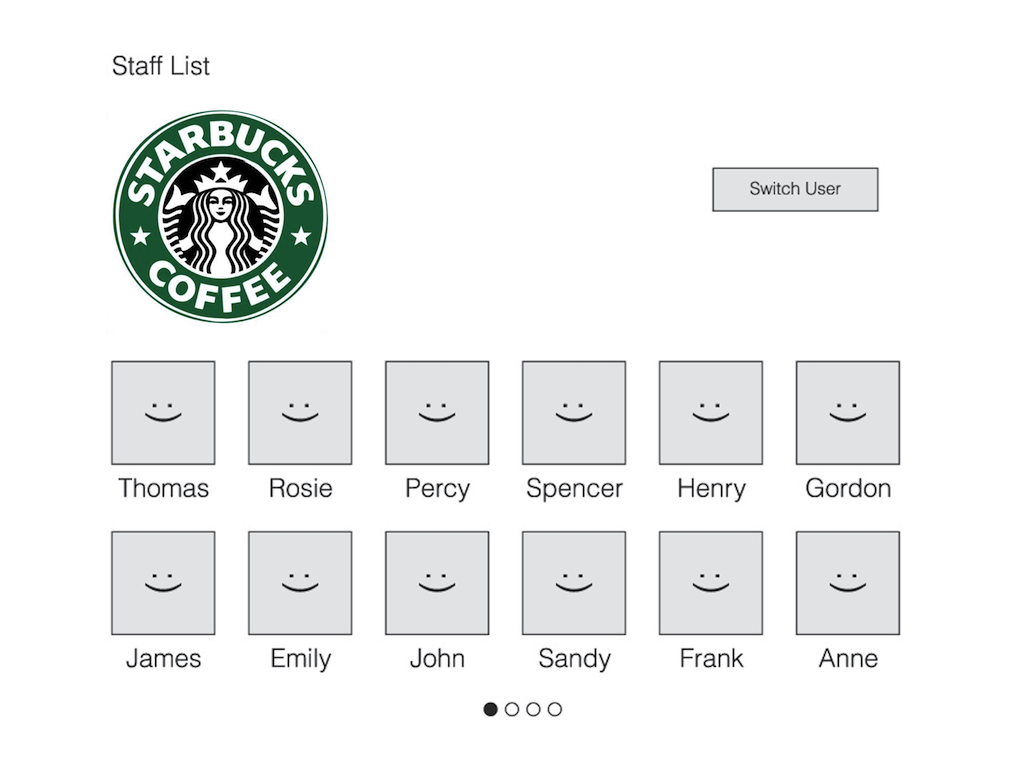 Staff List
STARBUCKS
COFFEE
Switch User
Thomas Rosie Percy Spencer Henry Gordon
James Emily John Sandy Frank Anne